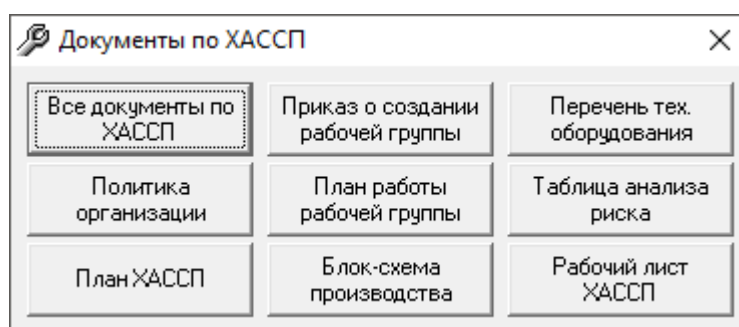 Документы по ХАССП
Все документы по
ХАССП
Приказ о создании
рабочей группы
Перечень тех.
оборудования
Политика
организации
План работы
рабочей группы
Таблица анализа
риска
План ХАССП
Блок-схема
производства
Рабочий лист
ХАССП